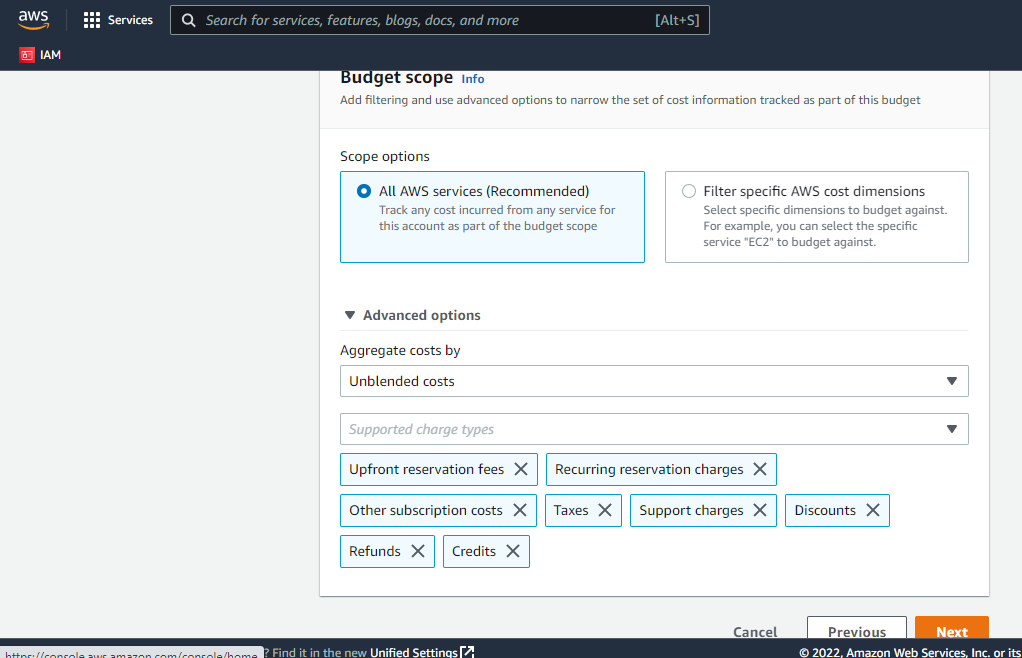 aws
Services
Search for services, features, blogs, docs, and more
[Alt+S]
IAM
Budget scope Info
Add filtering and use advanced options to narrow the set of cost information tracked as part of this budget
Scope options
All AWS services (Recommended)
Track any cost incurred from any service for
this account as part of the budget scope
Filter specific AWS cost dimensions
Select specific dimensions to budget against.
For example, you can select the specific
service "EC2" to budget against.
Advanced options
Aggregate costs by
Unblended costs
Supported charge types
Upfront reservation fees
Recurring reservation charges
Other subscription costs
Taxes
Support charges
Discounts
Refunds
Credits
Cancel
Previous
Next
https://console.aws.amazon.com/console/home
? Find it in the new Unified Settings
© 2022, Amazon Web Services, Inc. or its